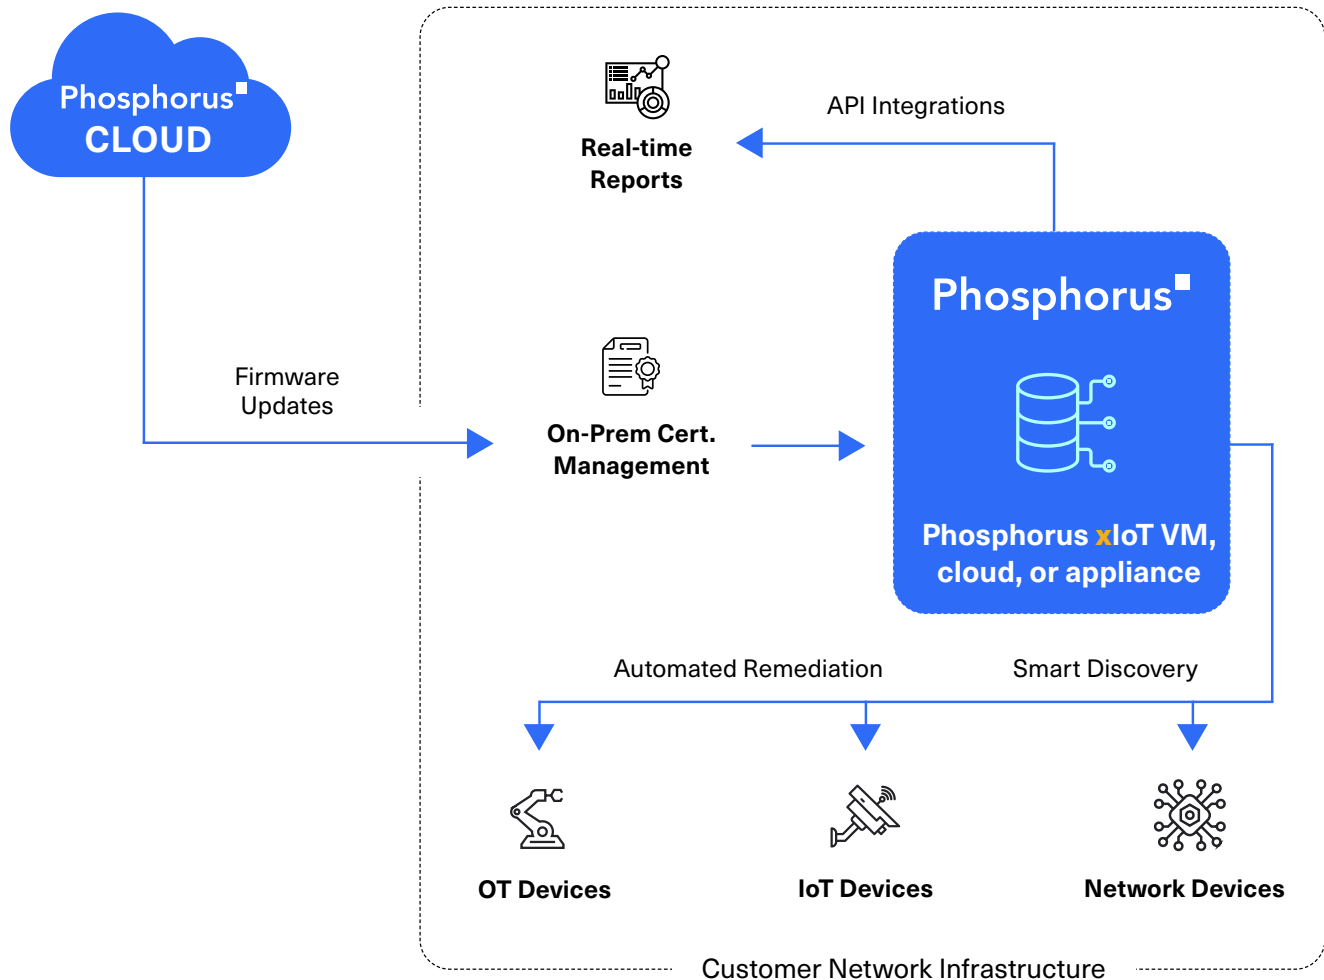 Phosphorus
CLOUD
Real-time
Reports
API Integrations
Phosphorus
Firmware
Updates
On-Prem Cert.
Management
Phosphorus xIoT VM,
cloud, or appliance
Automated Remediation
Smart Discovery
OT Devices
IoT Devices
Network Devices
Customer Network Infrastructure